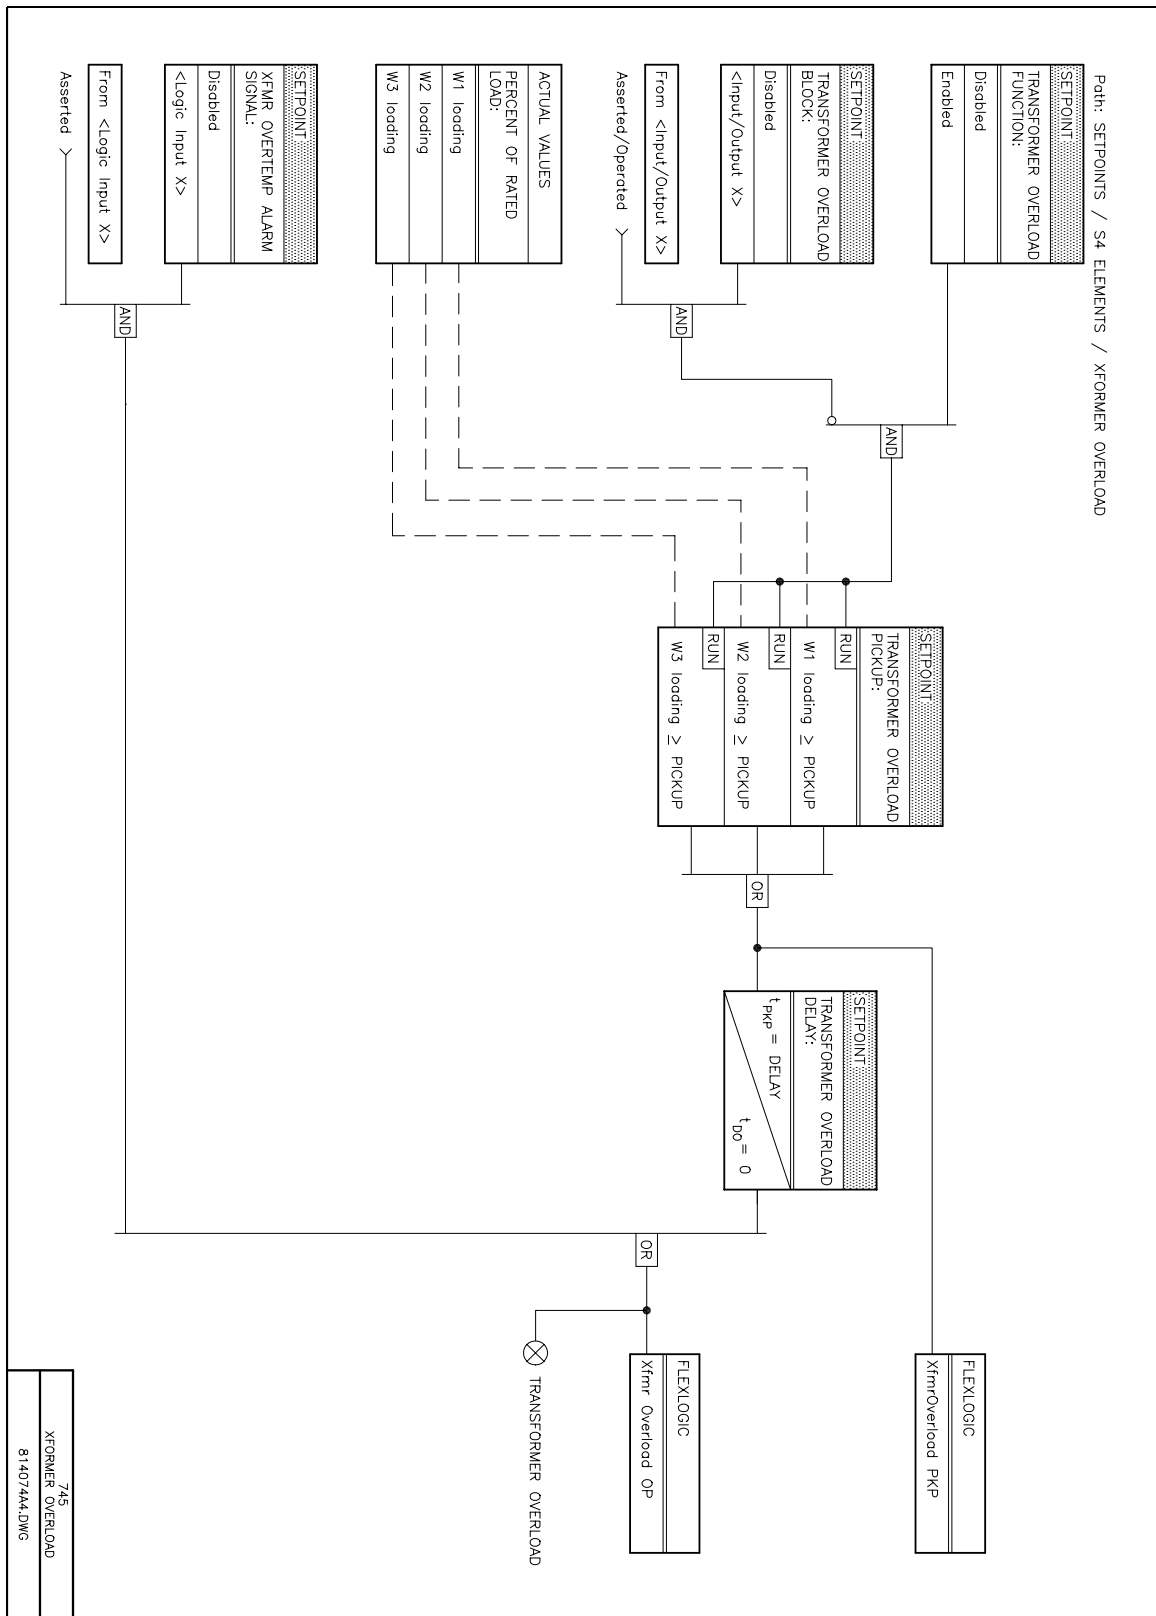 Path: SETPOINTS / S4 ELEMENTS / XFORMER OVERLOAD
SETPOINT
TRANSFORMER OVERLOAD
FUNCTION:
Disabled
Enabled
SETPOINT
TRANSFORMER OVERLOAD
BLOCK:
Disabled
<Input/Output X>
From <Input/Output X>
Asserted/Operated
AND
AND
ACTUAL VALUES
PERCENT OF RATED
LOAD:
W1 loading
W2 loading
W3 loading
SETPOINT
XFMR OVERTEMP ALARM
SIGNAL:
Disabled
<Logic Input X>
From <Logic Input X>
Asserted
AND
SETPOINT
TRANSFORMER OVERLOAD
PICKUP:
RUN
W1 loading ≥ PICKUP
RUN
W2 loading ≥ PICKUP
RUN
W3 loading ≥ PICKUP
OR
SETPOINT
TRANSFORMER OVERLOAD
DELAY:
tPKP = DELAY
tDO = 0
OR
FLEXLOGIC
XfmrOverload PKP
FLEXLOGIC
Xfmr Overload OP
TRANSFORMER OVERLOAD
745
XFORMER OVERLOAD
814074A4.DWG